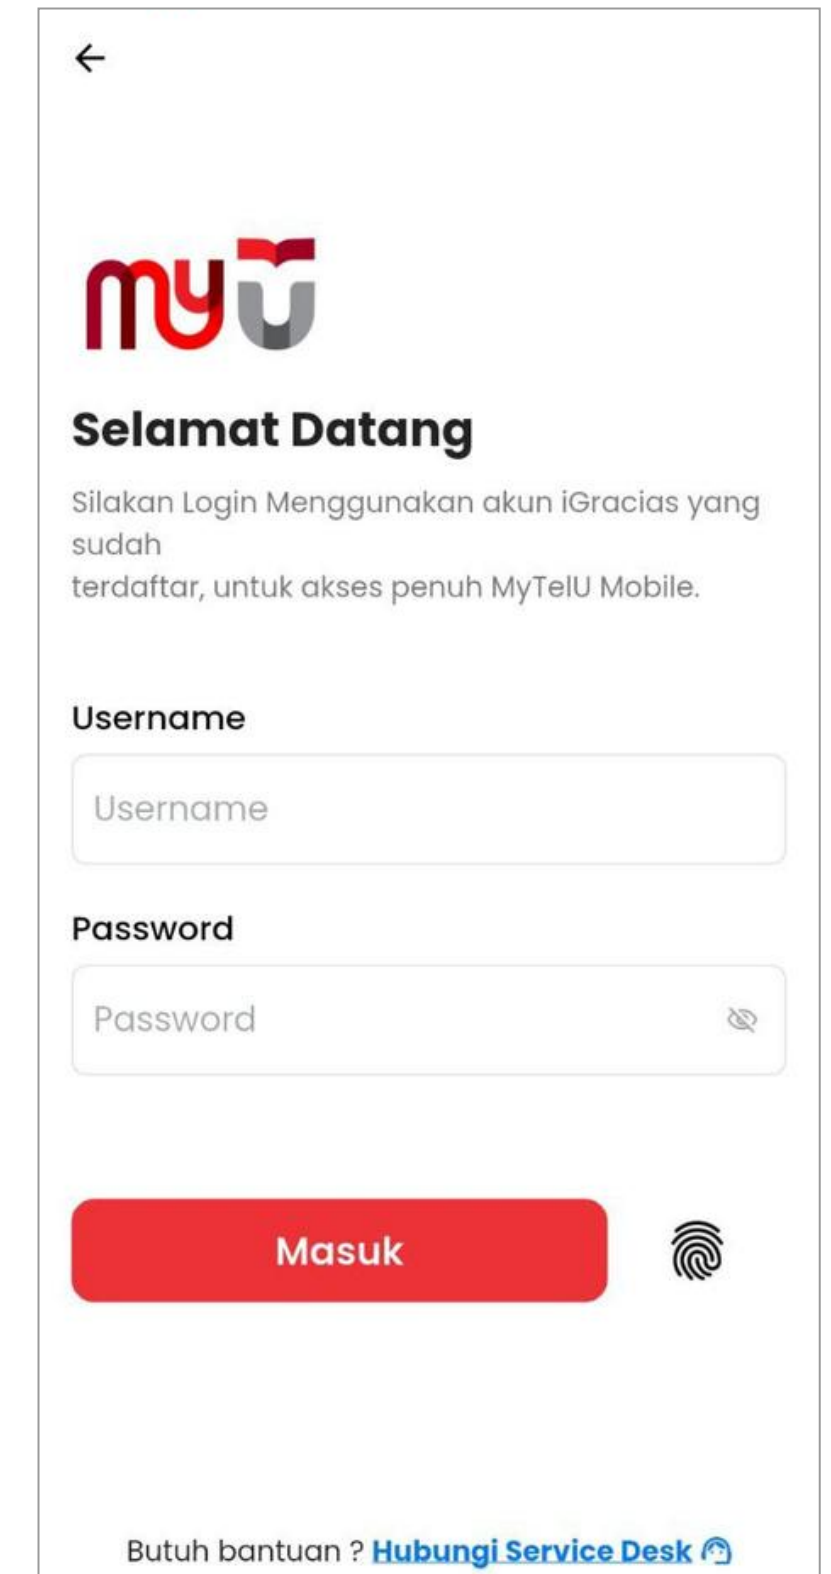 myU
Selamat Datang
Silakan Login Menggunakan akun iGracias yang
sudah
terdaftar, untuk akses penuh MyTelU Mobile.
Username
Username
Password
Password
Masuk
Butuh bantuan ? Hubungi Service Desk